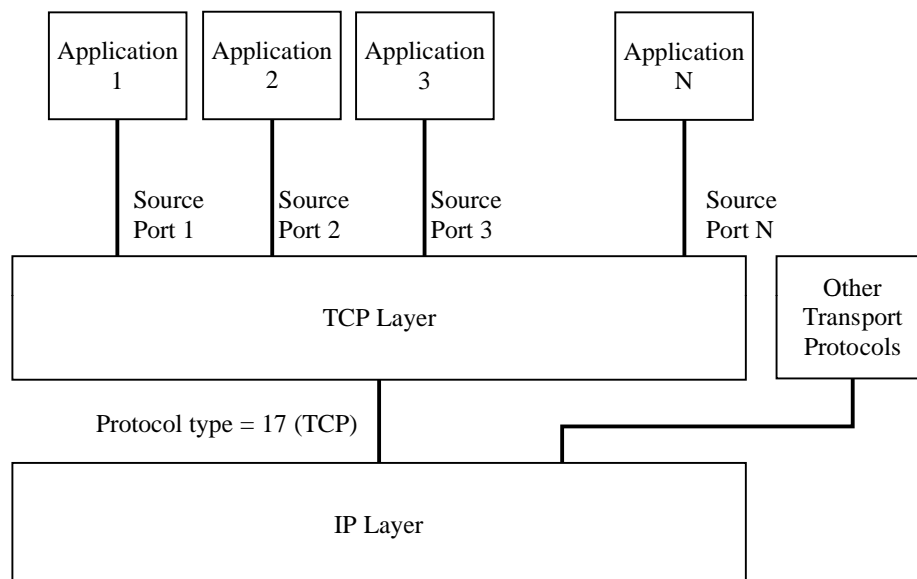 Application
1
Application
2
Application
3
Application
N
Source
Port 1
Source
Port 2
Source
Port 3
Source
Port N
TCP Layer
Other
Transport
Protocols
Protocol type = 17 (TCP)
IP Layer